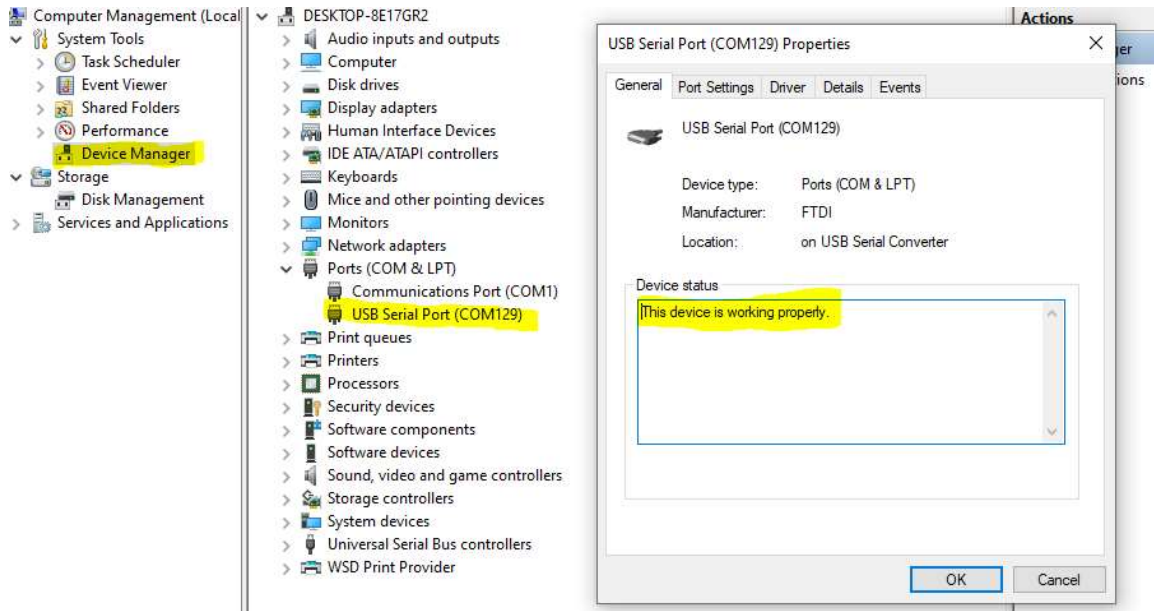 Computer Management (Local
System Tools
Task Scheduler
Event Viewer
Shared Folders
Performance
Device Manager
Storage
Disk Management
Services and Applications
DESKTOP-8E17GR2
Audio inputs and outputs
Computer
Disk drives
Display adapters
Human Interface Devices
IDE ATA/ATAPI controllers
Keyboards
Mice and other pointing devices
Monitors
Network adapters
Ports (COM & LPT)
Communications Port (COM1)
USB Serial Port (COM129)
Print queues
Printers
Processors
Security devices
Software components
Software devices
Sound, video and game controllers
Storage controllers
System devices
Universal Serial Bus controllers
WSD Print Provider
Actions
ger
ions
USB Serial Port (COM129) Properties
General Port Settings Driver Details Events
USB Serial Port (COM129)
Device type: Ports (COM & LPT)
Manufacturer: FTDI
Location: on USB Serial Converter
Device status
This device is working properly.
OK Cancel